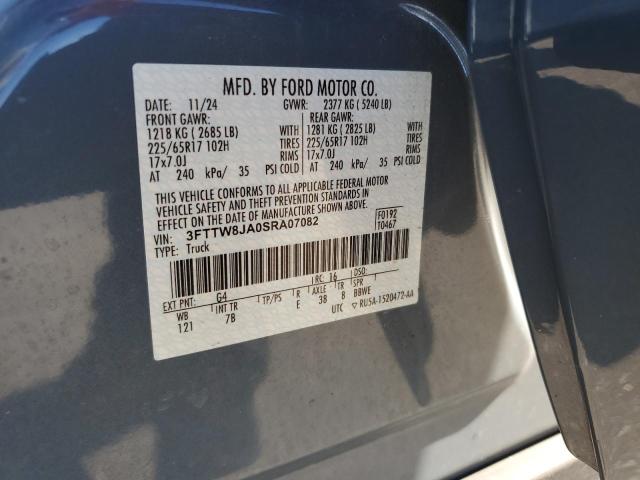 MFD. BY FORD MOTOR CO.
DATE: 11/24 GVWR: 2377 KG (5240 LB)
FRONT GAWR: REAR GAWR:
1218 KG (2685 LB) WITH 1281 KG (2825 LB) WITH
225/65R17 102H TIRES 225/65R17 102H TIRES
17x7.0J RIMS 17x7.0J RIMS
AT 240 kPa/ 35 PSI COLD AT 240 kPa/ 35 PSI COLD
THIS VEHICLE CONFORMS TO ALL APPLICABLE FEDERAL MOTOR
VEHICLE SAFETY AND THEFT PREVENTION STANDARDS IN
EFFECT ON THE DATE OF MANUFACTURE SHOWN ABOVE.
VIN: 3FTTW8JA0SRA07082 F0192
TYPE: Truck T0467
RC: 16 DSO:
EXT PNT: G4
WB INT TR TP/PS R AXLE TR SPR
121 7B E 38 8 BBWE
UTC ▽ RU5A-1520472-AA